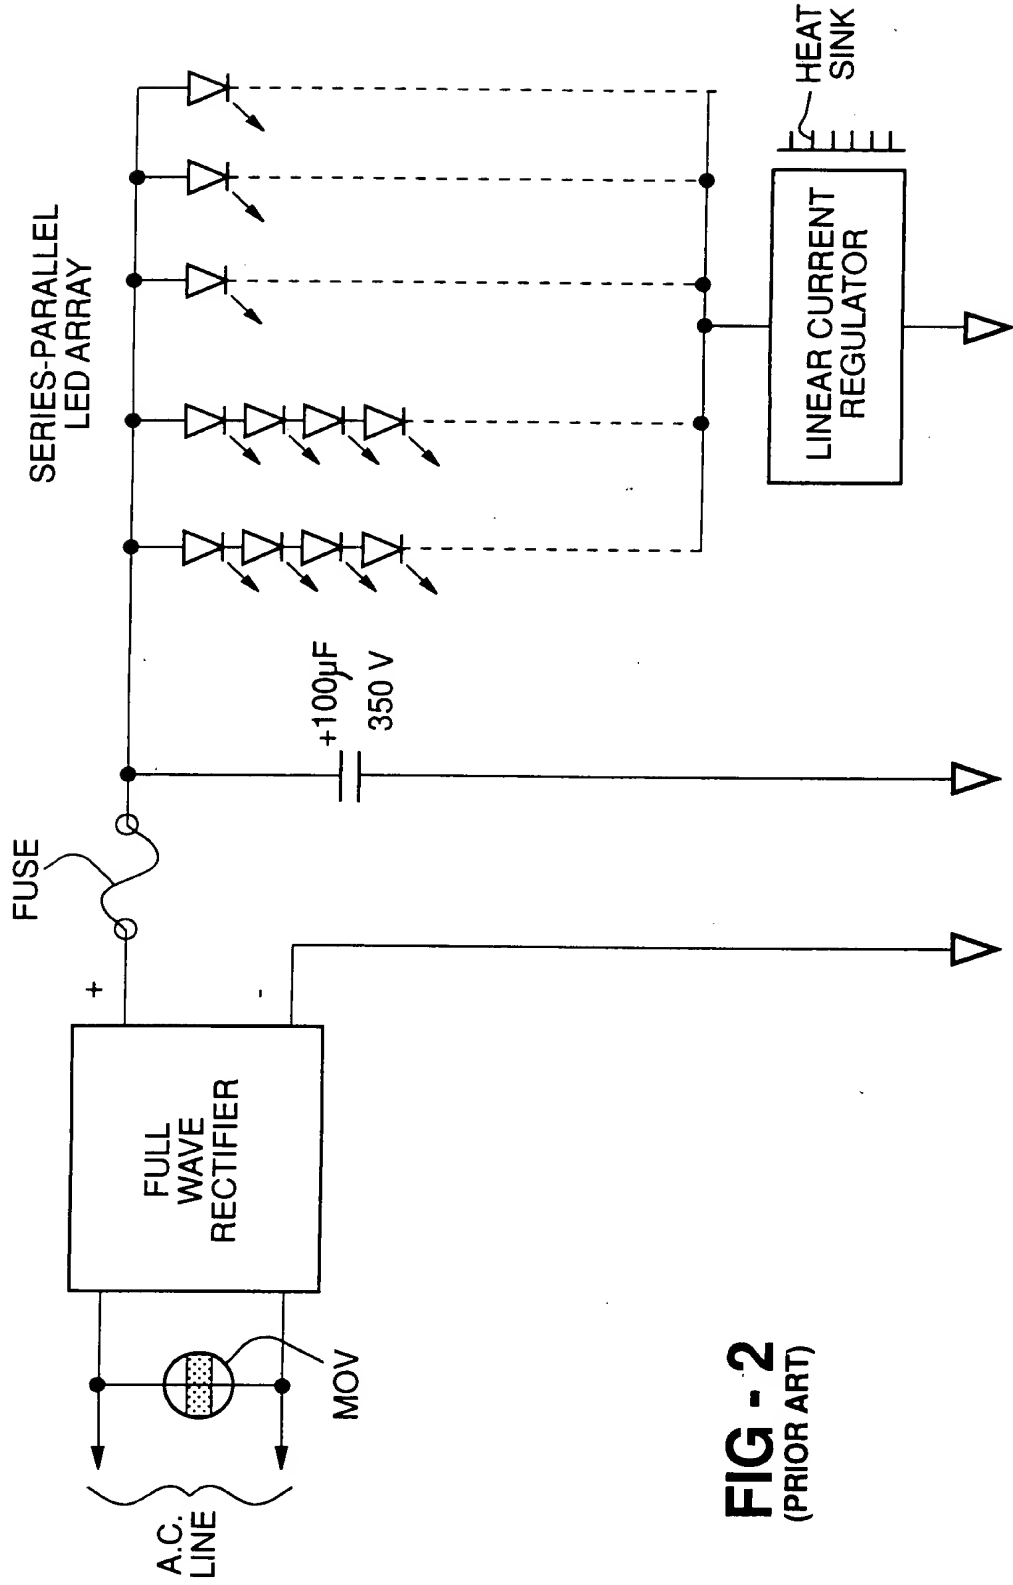 A.C.
LINE
MOV
FULL
WAVE
RECTIFIER
+
-
FUSE
+100µF
350 V
SERIES-PARALLEL
LED ARRAY
LINEAR CURRENT
REGULATOR
HEAT
SINK
FIG - 2
(PRIOR ART)